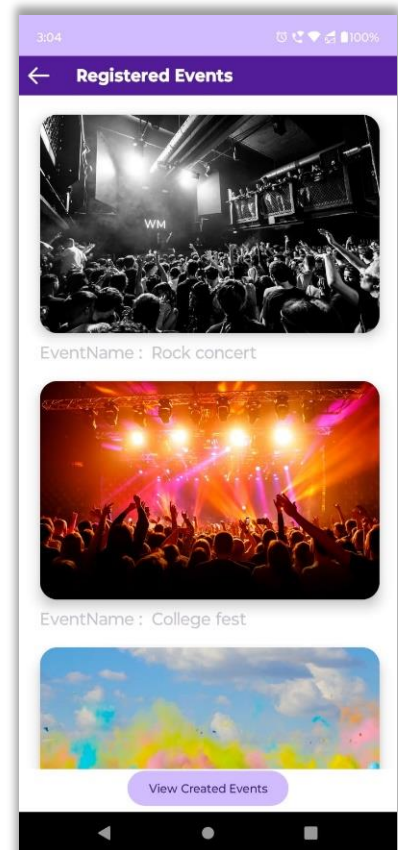 3:04
100%
Registered Events
WM
EventName : Rock concert
EventName : College fest
View Created Events